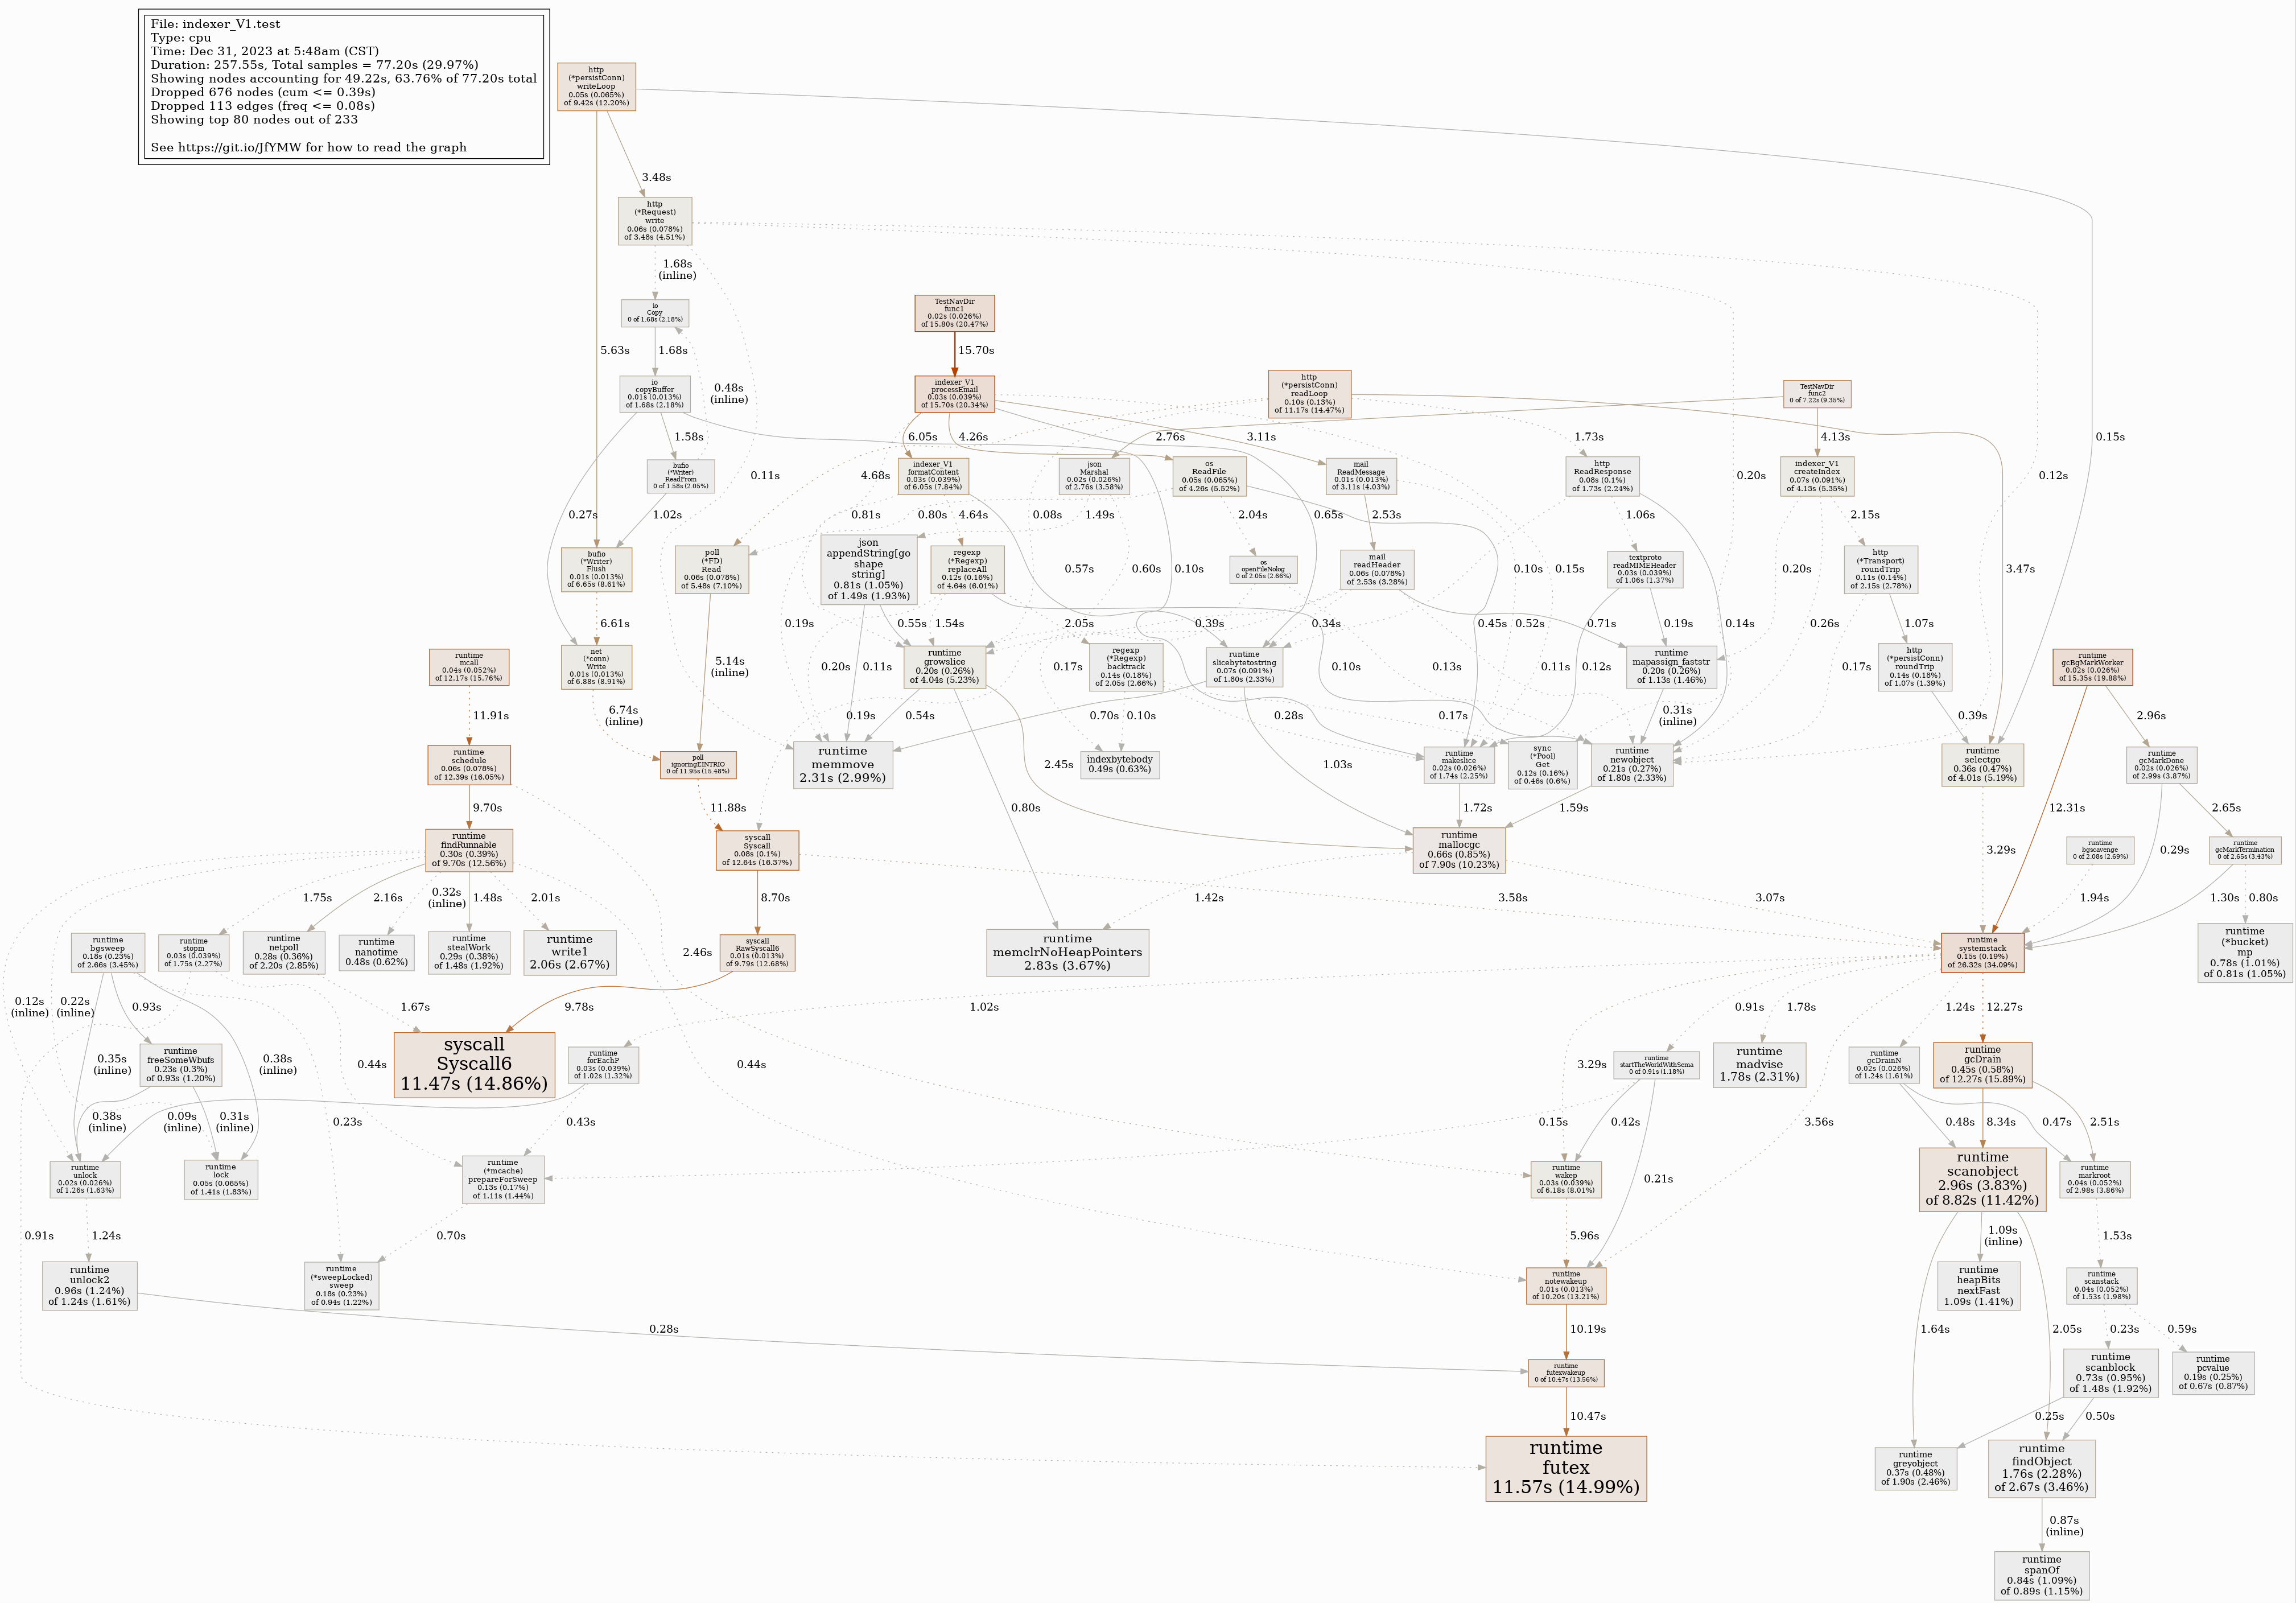 File: indexer_V1.test
Type: cpu
Time: Dec 31, 2023 at 5:48am (CST)
Duration: 257.55s, Total samples = 77.20s (29.97%)
Showing nodes accounting for 49.22s, 63.76% of 77.20s total
Dropped 676 nodes (cum <= 0.39s)
Dropped 113 edges (freq <= 0.08s)
Showing top 80 nodes out of 233
See https://git.io/JfYMW for how to read the graph
http
(*persistConn)
writeLoop
0.05s (0.065%)
of 9.42s (12.20%)
3.48s
http
(*Request)
write
0.06s (0.078%)
of 3.48s (4.51%)
1.68s
(inline)
io
Copy
0 of 1.68s (2.18%)
TestNavDir
func1
0.02s (0.026%)
of 15.80s (20.47%)
5.63s
1.68s
15.70s
io
copyBuffer
0.01s (0.013%)
of 1.68s (2.18%)
0.48s
(inline)
indexer_V1
processEmail
0.03s (0.039%)
of 15.70s (20.34%)
http
(*persistConn)
readLoop
0.10s (0.13%)
of 11.17s (14.47%)
TestNavDir
func2
0 of 7.22s (9.35%)
1.58s
6.05s
4.26s
2.76s
3.11s
1.73s
4.13s
0.15s
bufio
(*Writer)
ReadFrom
0 of 1.58s (2.05%)
0.11s
4.68s
indexer_V1
formatContent
0.03s (0.039%)
of 6.05s (7.84%)
json
Marshal
0.02s (0.026%)
of 2.76s (3.58%)
os
ReadFile
0.05s (0.065%)
of 4.26s (5.52%)
mail
ReadMessage
0.01s (0.013%)
of 3.11s (4.03%)
http
ReadResponse
0.08s (0.1%)
of 1.73s (2.24%)
0.20s
indexer_V1
createIndex
0.07s (0.091%)
of 4.13s (5.35%)
0.12s
0.27s
1.02s
0.81s
0.80s
4.64s
0.08s
1.49s
2.04s
0.65s
2.53s
1.06s
2.15s
bufio
(*Writer)
Flush
0.01s (0.013%)
of 6.65s (8.61%)
poll
(*FD)
Read
0.06s (0.078%)
of 5.48s (7.10%)
json
appendString[go
shape
string]
0.81s (1.05%)
of 1.49s (1.93%)
regexp
(*Regexp)
replaceAll
0.12s (0.16%)
of 4.64s (6.01%)
0.57s
0.60s
0.10s
os
openFileNolog
0 of 2.05s (2.66%)
mail
readHeader
0.06s (0.078%)
of 2.53s (3.28%)
0.10s
0.15s
textproto
readMIMEHeader
0.03s (0.039%)
of 1.06s (1.37%)
0.20s
http
(*Transport)
roundTrip
0.11s (0.14%)
of 2.15s (2.78%)
3.47s
6.61s
0.19s
0.55s
1.54s
2.05s
0.39s
0.34s
0.45s
0.52s
0.71s
0.19s
0.14s
0.26s
1.07s
runtime
mcall
0.04s (0.052%)
of 12.17s (15.76%)
net
(*conn)
Write
0.01s (0.013%)
of 6.88s (8.91%)
5.14s
(inline)
0.20s
0.11s
runtime
growslice
0.20s (0.26%)
of 4.04s (5.23%)
0.17s
regexp
(*Regexp)
backtrack
0.14s (0.18%)
of 2.05s (2.66%)
runtime
slicebytetostring
0.07s (0.091%)
of 1.80s (2.33%)
0.10s
0.13s
0.11s
0.12s
runtime
mapassign_faststr
0.20s (0.26%)
of 1.13s (1.46%)
0.17s
http
(*persistConn)
roundTrip
0.14s (0.18%)
of 1.07s (1.39%)
runtime
gcBgMarkWorker
0.02s (0.026%)
of 15.35s (19.88%)
11.91s
6.74s
(inline)
0.19s
0.54s
0.70s
0.10s
0.28s
0.17s
0.31s
(inline)
0.39s
2.96s
runtime
schedule
0.06s (0.078%)
of 12.39s (16.05%)
poll
ignoringEINTRIO
0 of 11.95s (15.48%)
runtime
memmove
2.31s (2.99%)
2.45s
indexbytebody
0.49s (0.63%)
1.03s
runtime
makeslice
0.02s (0.026%)
of 1.74s (2.25%)
sync
(*Pool)
Get
0.12s (0.16%)
of 0.46s (0.6%)
runtime
newobject
0.21s (0.27%)
of 1.80s (2.33%)
runtime
selectgo
0.36s (0.47%)
of 4.01s (5.19%)
runtime
gcMarkDone
0.02s (0.026%)
of 2.99s (3.87%)
9.70s
11.88s
0.80s
1.72s
1.59s
12.31s
2.65s
runtime
findRunnable
0.30s (0.39%)
of 9.70s (12.56%)
syscall
Syscall
0.08s (0.1%)
of 12.64s (16.37%)
runtime
mallocgc
0.66s (0.85%)
of 7.90s (10.23%)
3.29s
runtime
bgscavenge
0 of 2.08s (2.69%)
0.29s
runtime
gcMarkTermination
0 of 2.65s (3.43%)
1.75s
2.16s
0.32s
(inline)
1.48s
2.01s
8.70s
1.42s
3.58s
3.07s
1.94s
1.30s
0.80s
runtime
bgsweep
0.18s (0.23%)
of 2.66s (3.45%)
runtime
stopm
0.03s (0.039%)
of 1.75s (2.27%)
runtime
netpoll
0.28s (0.36%)
of 2.20s (2.85%)
runtime
nanotime
0.48s (0.62%)
runtime
stealWork
0.29s (0.38%)
of 1.48s (1.92%)
runtime
write1
2.06s (2.67%)
2.46s
syscall
RawSyscall6
0.01s (0.013%)
of 9.79s (12.68%)
runtime
memclrNoHeapPointers
2.83s (3.67%)
runtime
systemstack
0.15s (0.19%)
of 26.32s (34.09%)
runtime
(*bucket)
mp
0.78s (1.01%)
of 0.81s (1.05%)
0.12s
(inline)
0.22s
(inline)
0.93s
1.67s
9.78s
1.02s
0.91s
1.78s
1.24s
12.27s
0.35s
(inline)
runtime
freeSomeWbufs
0.23s (0.3%)
of 0.93s (1.20%)
0.38s
(inline)
0.44s
syscall
Syscall6
11.47s (14.86%)
runtime
forEachP
0.03s (0.039%)
of 1.02s (1.32%)
0.44s
3.29s
runtime
startTheWorldWithSema
0 of 0.91s (1.18%)
runtime
madvise
1.78s (2.31%)
runtime
gcDrainN
0.02s (0.026%)
of 1.24s (1.61%)
runtime
gcDrain
0.45s (0.58%)
of 12.27s (15.89%)
0.38s
(inline)
0.09s
(inline)
0.31s
(inline)
0.23s
0.43s
0.15s
0.42s
3.56s
0.48s
8.34s
0.47s
2.51s
runtime
unlock
0.02s (0.026%)
of 1.26s (1.63%)
runtime
lock
0.05s (0.065%)
of 1.41s (1.83%)
runtime
(*mcache)
prepareForSweep
0.13s (0.17%)
of 1.11s (1.44%)
runtime
wakep
0.03s (0.039%)
of 6.18s (8.01%)
0.21s
runtime
scanobject
2.96s (3.83%)
of 8.82s (11.42%)
runtime
markroot
0.04s (0.052%)
of 2.98s (3.86%)
0.91s
1.24s
0.70s
5.96s
1.09s
(inline)
1.53s
runtime
unlock2
0.96s (1.24%)
of 1.24s (1.61%)
runtime
(*sweepLocked)
sweep
0.18s (0.23%)
of 0.94s (1.22%)
runtime
notewakeup
0.01s (0.013%)
of 10.20s (13.21%)
runtime
heapBits
nextFast
1.09s (1.41%)
runtime
scanstack
0.04s (0.052%)
of 1.53s (1.98%)
0.28s
10.19s
1.64s
2.05s
0.23s
0.59s
runtime
futexwakeup
0 of 10.47s (13.56%)
runtime
scanblock
0.73s (0.95%)
of 1.48s (1.92%)
runtime
pcvalue
0.19s (0.25%)
of 0.67s (0.87%)
10.47s
0.25s
0.50s
runtime
futex
11.57s (14.99%)
runtime
greyobject
0.37s (0.48%)
of 1.90s (2.46%)
runtime
findObject
1.76s (2.28%)
of 2.67s (3.46%)
0.87s
(inline)
runtime
spanOf
0.84s (1.09%)
of 0.89s (1.15%)